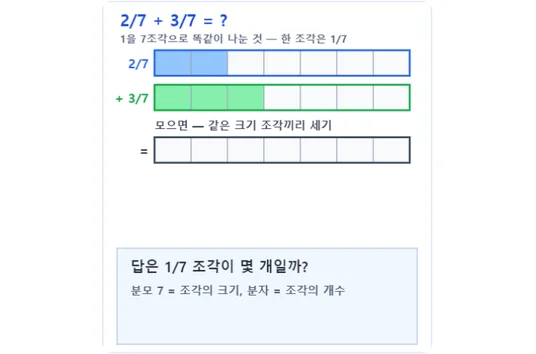 2/7 + 3/7 = ?
1을 7조각으로 똑같이 나눈 것 — 한 조각은 1/7
2/7
+ 3/7
모으면 — 같은 크기 조각끼리 세기
=
답은 1/7 조각이 몇 개일까?
분모 7 = 조각의 크기, 분자 = 조각의 개수